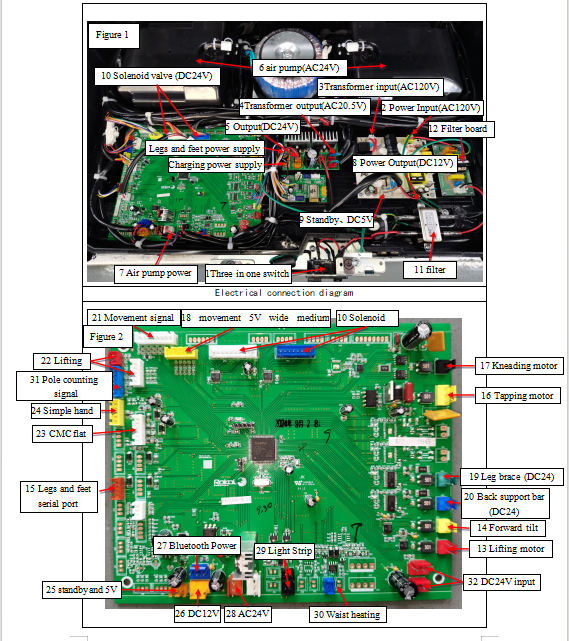 Figure 1
6 air pump(AC24V)
10 Solenoid valve (DC24V)
3Transformer input(AC120V)
4Transformer output(AC20.5V)
2 Power Input(AC120V)
5 Output(DC24V)
12 Filter board
Legs and feet power supply
Charging power supply
8 Power Output(DC12V)
9 Standby、DC5V
7 Air pump power
1Three in one switch
11 filter
Electrical connection diagram
21 Movement signal
18 movement 5V wide medium
10 Solenoid
Figure 2
22 Lifting
17 Kneading motor
31 Pole counting
signal
16 Tapping motor
24 Simple hand
23 CMC flat
19 Leg brace (DC24)
15 Legs and feet
serial port
20 Back support bar
(DC24)
14 Forward tilt
27 Bluetooth Power
29 Light Strip
13 Lifting motor
25 standby and 5V
32 DC24V input
26 DC12V
28 AC24V
30 Waist heating